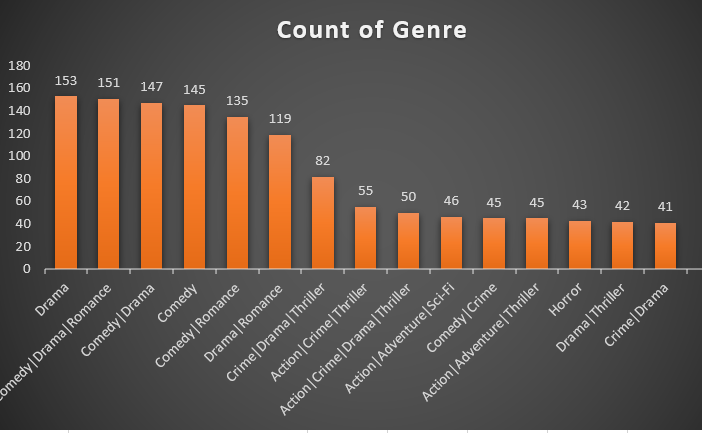 Count of Genre
180
160
140
120
100
80
60
40
20
0
153
151
147
145
135
119
82
55
50
46
45
45
43
42
41
Drama
omedy|Drama|Romance
Comedy|Drama
Comedy
Comedy|Romance
Drama|Romance
Crime|Drama|Thriller
Action|Crime|Thriller
Action|Crime|Drama|Thriller
Action|Adventure|Sci-Fi
Comedy|Crime
Action|Adventure|Thriller
Horror
Drama|Thriller
Crime|Drama